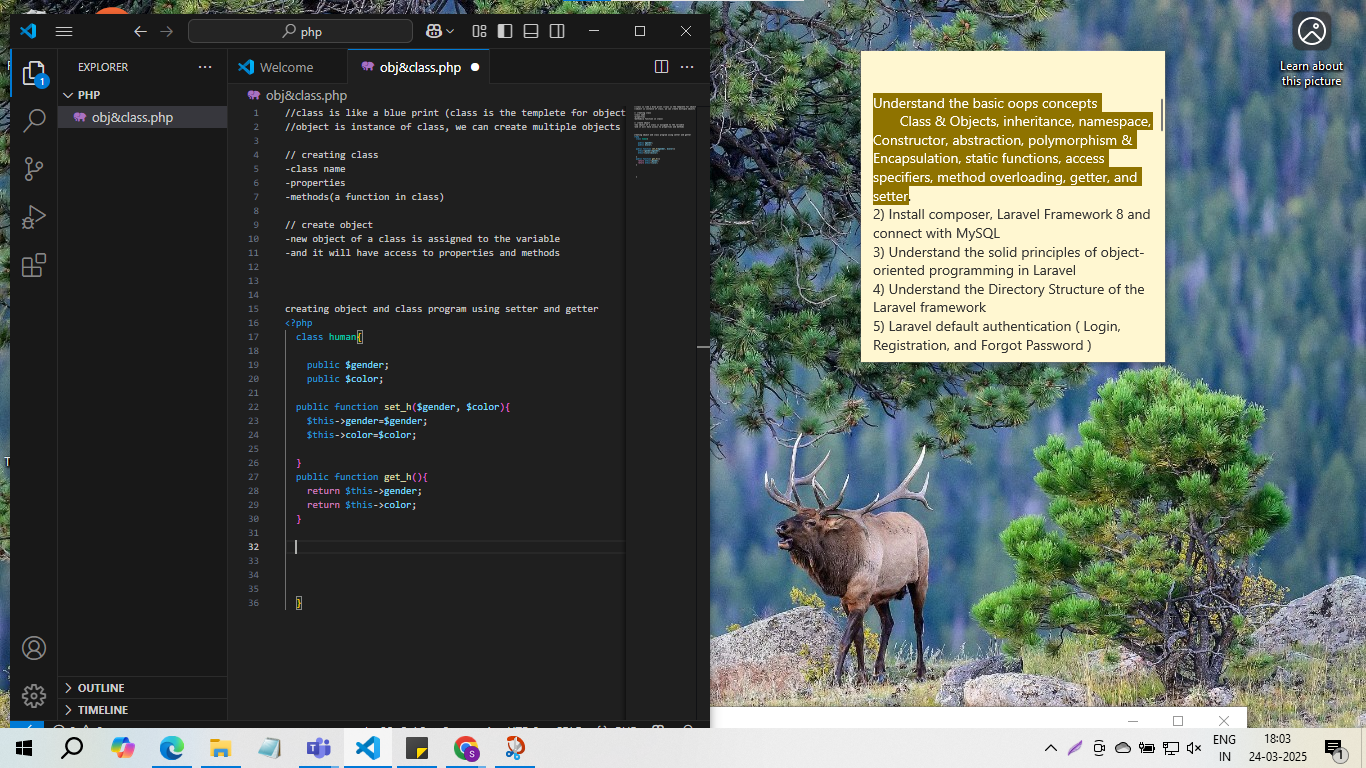 php
EXPLORER
PHP
obj&class.php
1
Welcome
obj&class.php
obj&class.php
1 //class is like a blue print (class is the templete for object
2 //object is instance of class, we can create multiple objects
3
4 // creating class
5 -class name
6 -properties
7 -methods(a function in class)
8
9 // create object
10 -new object of a class is assigned to the variable
11 -and it will have access to properties and methods
12
13
14
15 creating object and class program using setter and getter
16 <?php
17 class human{
18
19 public $gender;
20 public $color;
21
22 public function set_h($gender, $color){
23 $this->gender=$gender;
24 $this->color=$color;
25
26 }
27 public function get_h(){
28 return $this->gender;
29 return $this->color;
30 }
31
32
33
34
35
36 }
OUTLINE
TIMELINE
Understand the basic oops concepts
Class & Objects, inheritance, namespace,
Constructor, abstraction, polymorphism &
Encapsulation, static functions, access
specifiers, method overloading, getter, and
setter.
2) Install composer, Laravel Framework 8 and
connect with MySQL
3) Understand the solid principles of object-
oriented programming in Laravel
4) Understand the Directory Structure of the
Laravel framework
5) Laravel default authentication ( Login,
Registration, and Forgot Password )
Learn about
this picture
ENG
IN
18:03
24-03-2025
1